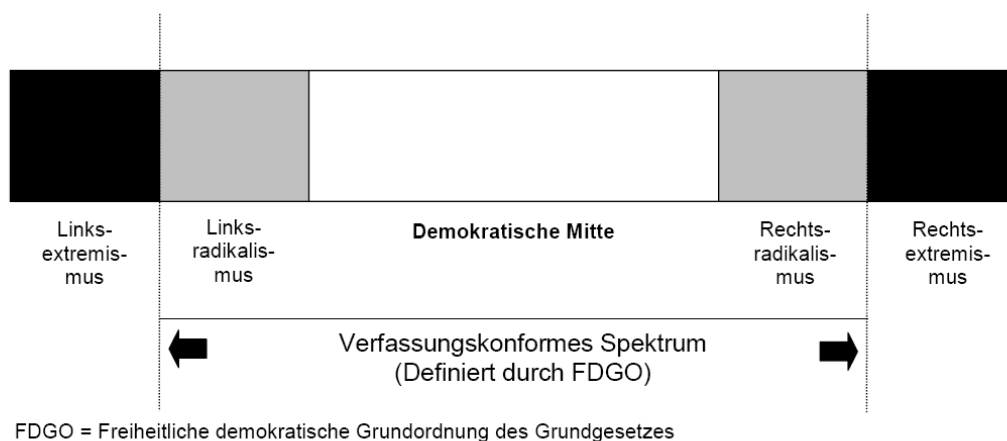 Links-
extremis-
mus
Links-
radikalis-
mus
Demokratische Mitte
Rechts-
radikalis-
mus
Rechts-
extremis-
mus
Verfassungskonformes Spektrum
(Definiert durch FDGO)
FDGO = Freiheitliche demokratische Grundordnung des Grundgesetzes